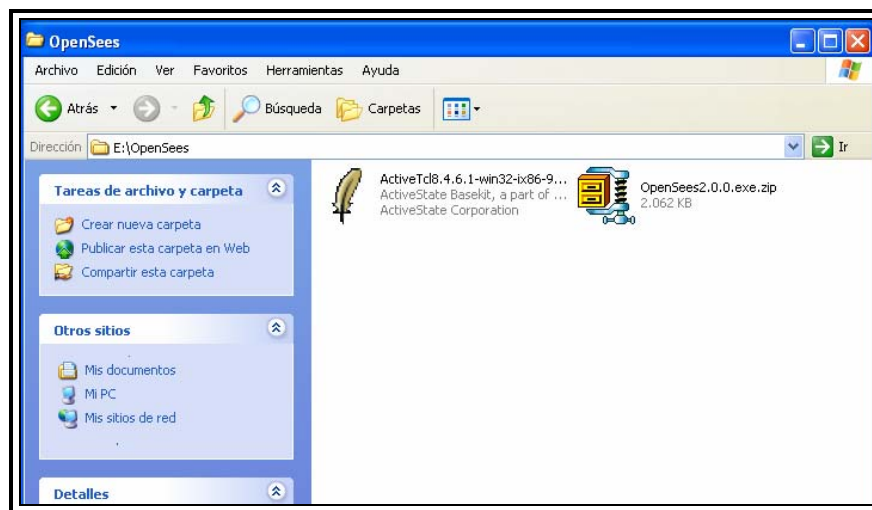 OpenSees
Archivo Edición Ver Favoritos Herramientas Ayuda
Atrás Búsqueda Carpetas
Dirección E:\OpenSees Ir
Tareas de archivo y carpeta
Crear nueva carpeta
Publicar esta carpeta en Web
Compartir esta carpeta
Otros sitios
Mis documentos
Mi PC
Mis sitios de red
Detalles
ActiveTcl8.4.6.1-win32-ix86-9...
ActiveState Basekit, a part of ...
ActiveState Corporation
OpenSees2.0.0.exe.zip
2.062 KB